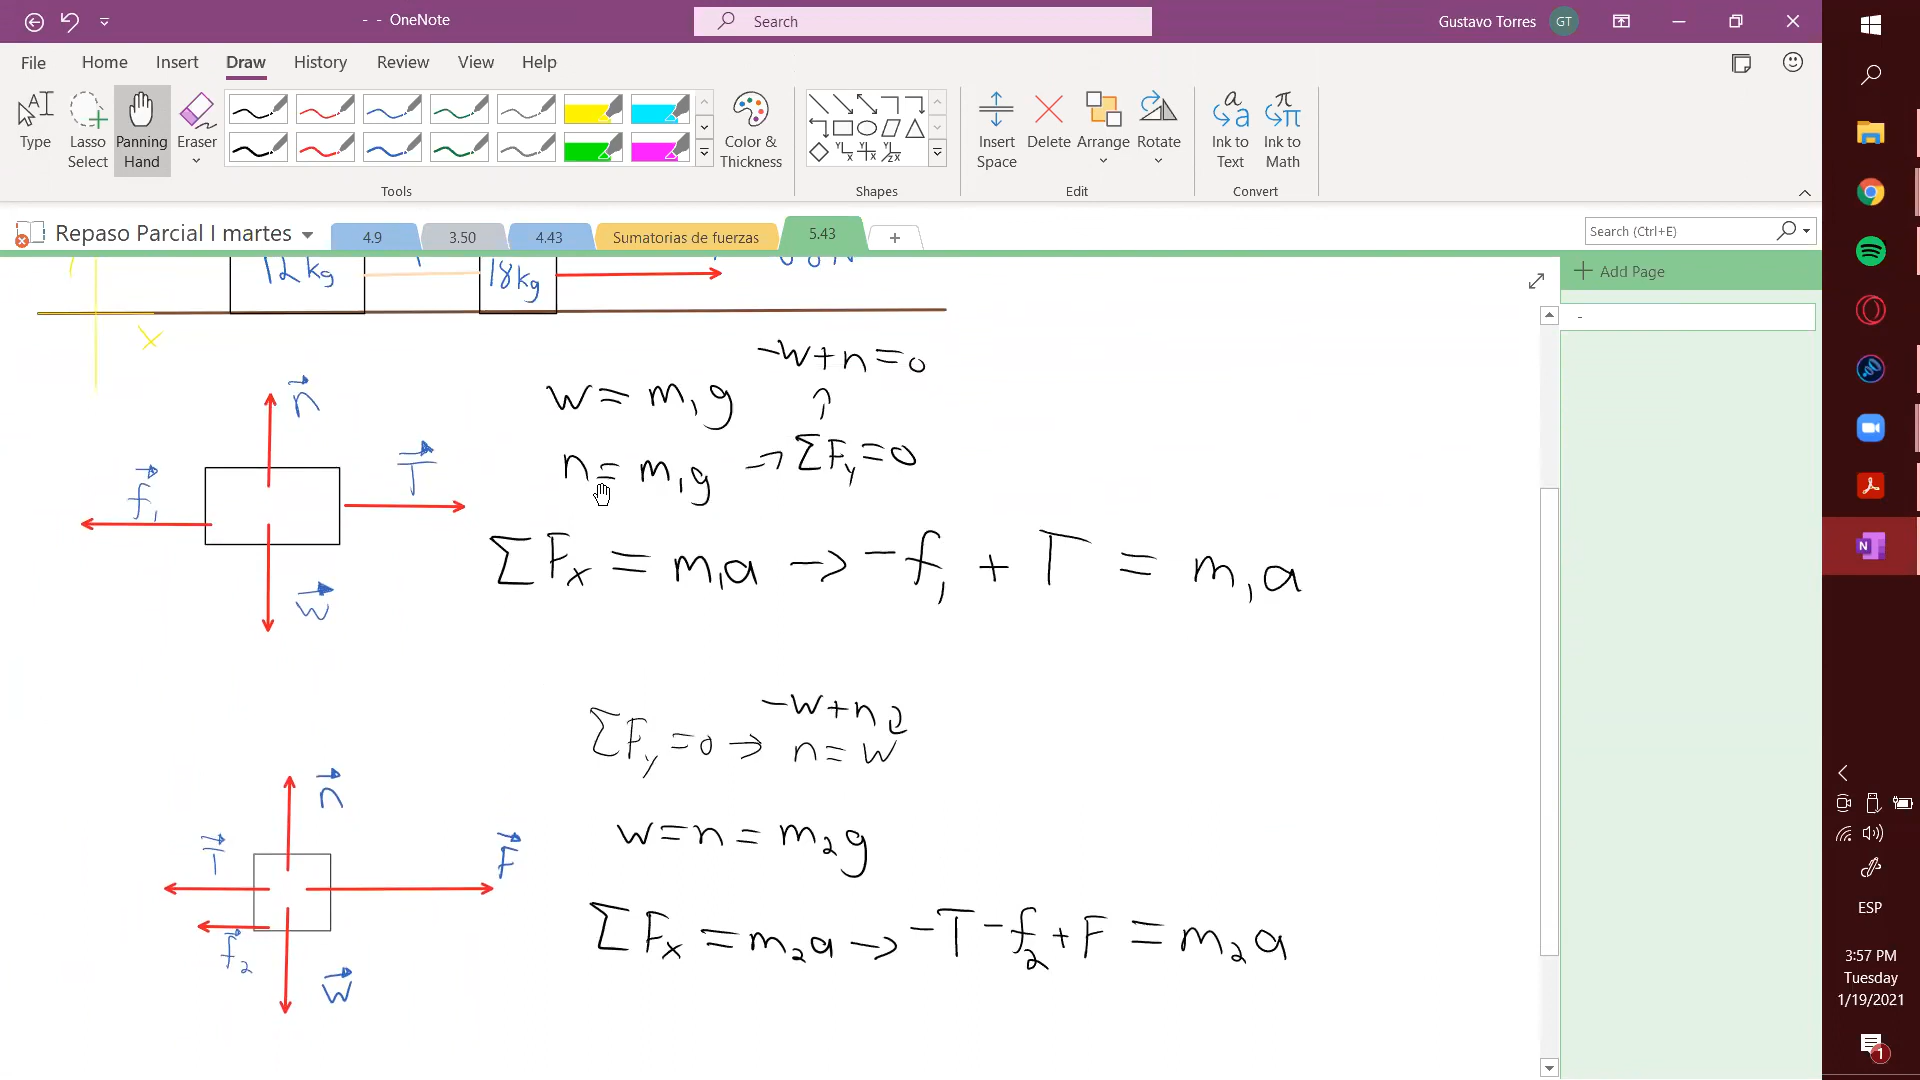 - - OneNote
Search
Gustavo Torres
GT
File Home Insert Draw History Review View Help
Type
Lasso Select
Panning Hand
Eraser
Color & Thickness
Insert Space
Delete
Arrange
Rotate
Ink to Text
Ink to Math
Tools
Shapes
Edit
Convert
Repaso Parcial I martes
4.9
3.50
4.43
Sumatorias de fuerzas
5.43
+
Search (Ctrl+E)
Add Page
-
12 kg
18 kg
x
-w+n=0
w = m₁g
↑
n = m₁g → ΣFy = 0
ΣFx = m₁a → -f₁ + T = m₁a
n⃗
T⃗
f⃗₁
w⃗
-w+n
ΣFy = 0 → n = w
w = n = m₂g
ΣFx = m₂a → -T - f₂ + F = m₂a
n⃗
T⃗
F⃗
f⃗₂
w⃗
ESP
3:57 PM
Tuesday
1/19/2021
1